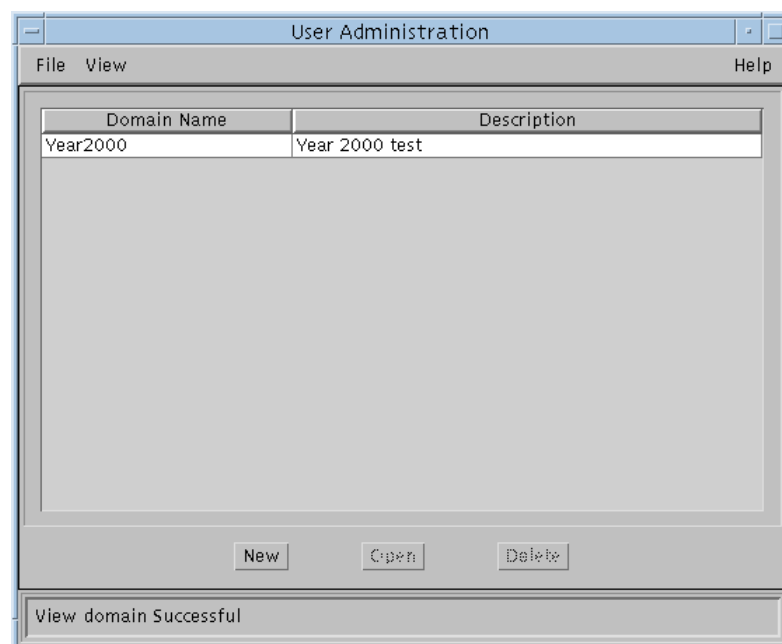 User Administration
File View Help
Domain Name Description
Year2000 Year 2000 test
New Open Delete
View domain Successful